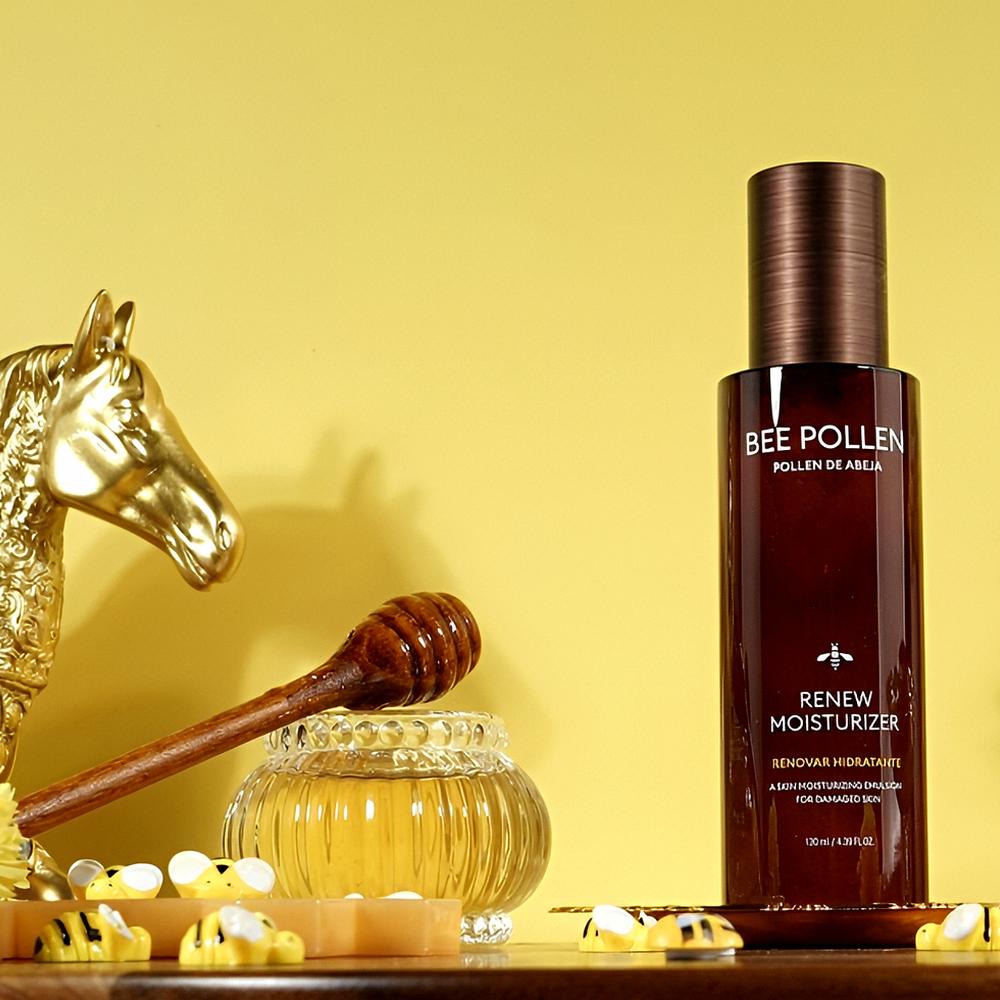 BEE POLLEN
POLLEN DE ABEJA
RENEW
MOISTURIZER
RENOVAR HIDRATANTE
A SKIN MOISTURIZING EMULSION
FOR DAMAGED SKIN
120 ml / 4.09 FL.OZ.